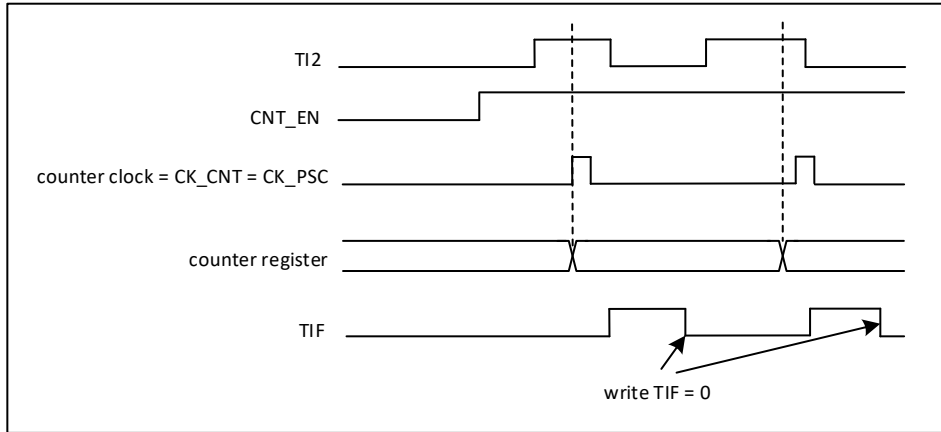 TI2
CNT_EN
counter clock = CK_CNT = CK_PSC
counter register
TIF
write TIF = 0